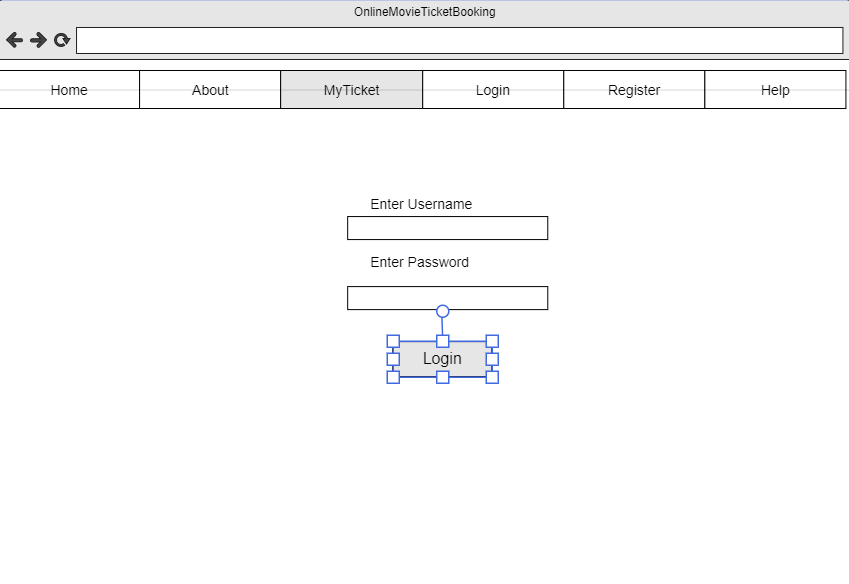 OnlineMovieTicketBooking
Home About MyTicket Login Register Help
Enter Username
Enter Password
Login